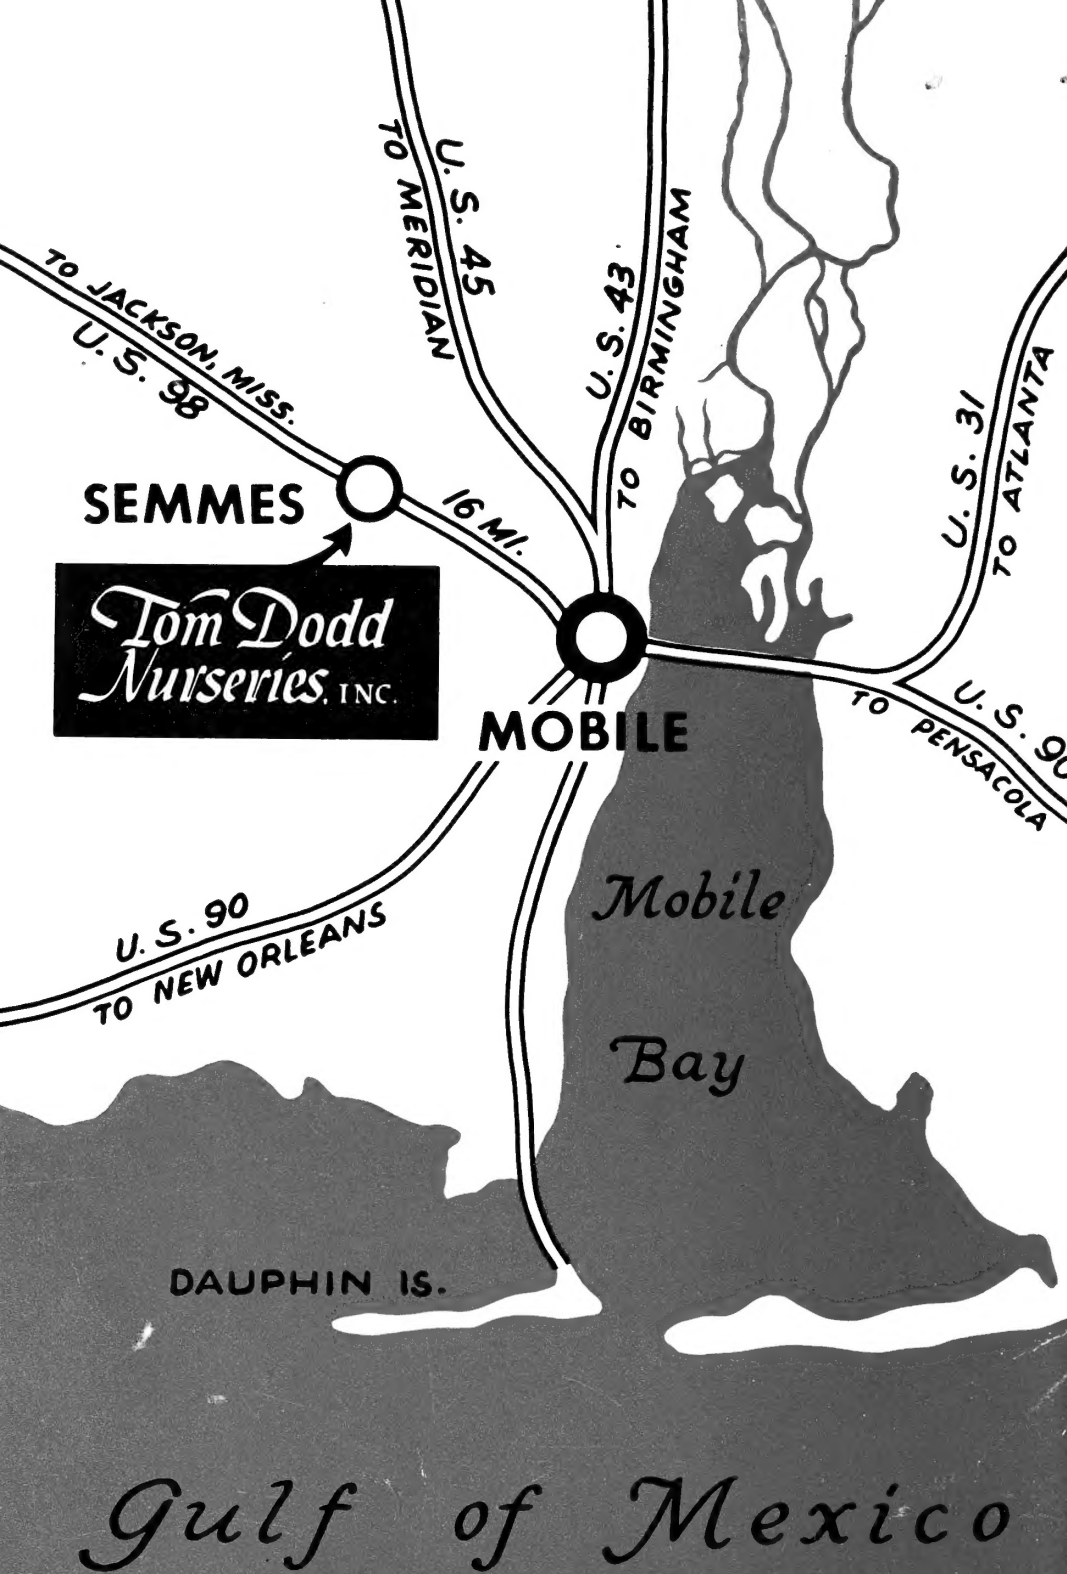 U. S. 45
TO MERIDIAN
U. S. 43
TO BIRMINGHAM
TO JACKSON, MISS.
U. S. 98
U. S. 31
TO ATLANTA
SEMMES
16 MI.
Tom Dodd
Nurseries, INC.
MOBILE
U. S. 90
TO PENSACOLA
Mobile
Bay
U. S. 90
TO NEW ORLEANS
DAUPHIN IS.
Gulf of Mexico